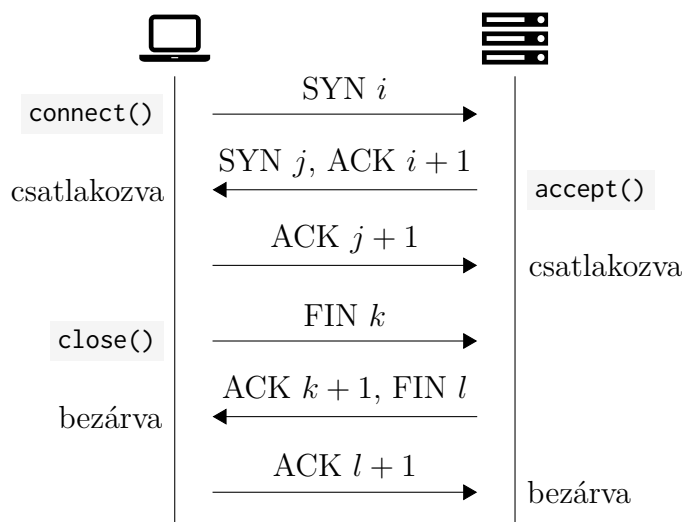 SYN i
connect()
SYN j, ACK i + 1
csatlakozva
accept()
ACK j + 1
csatlakozva
FIN k
close()
ACK k + 1, FIN l
bezárva
ACK l + 1
bezárva